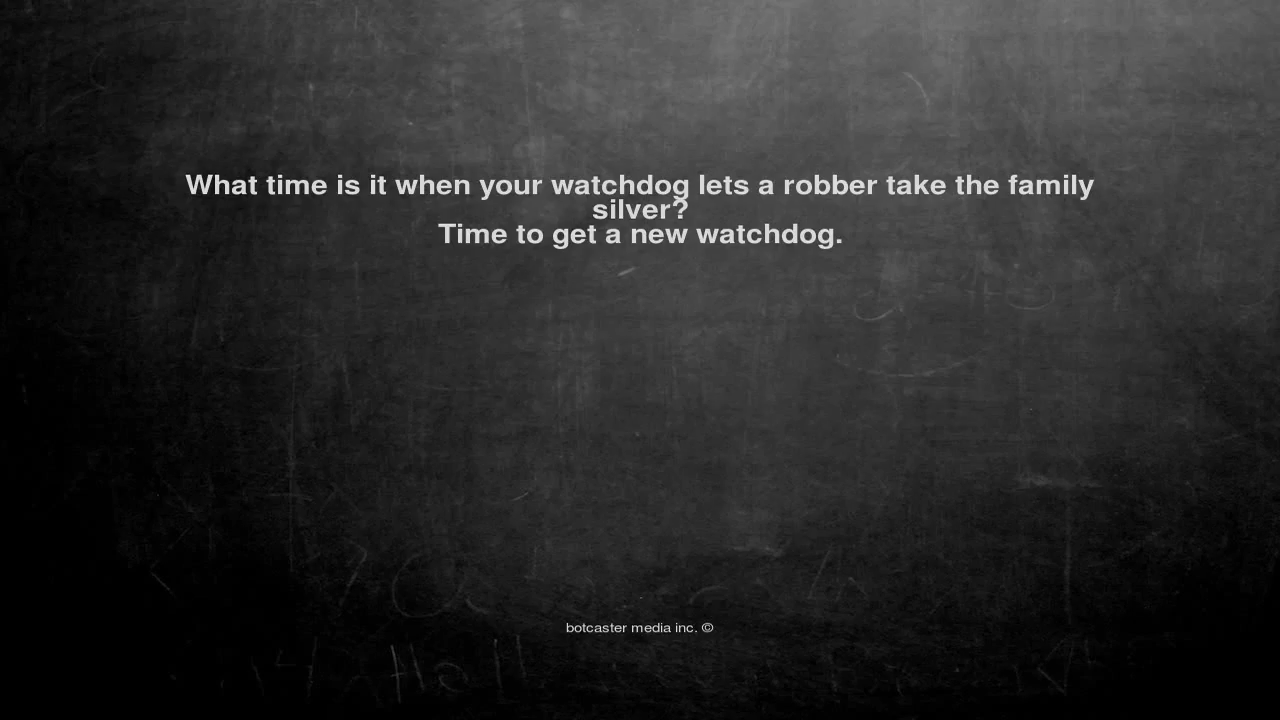 What time is it when your watchdog lets a robber take the family
silver?
Time to get a new watchdog.
botcaster media inc. ©